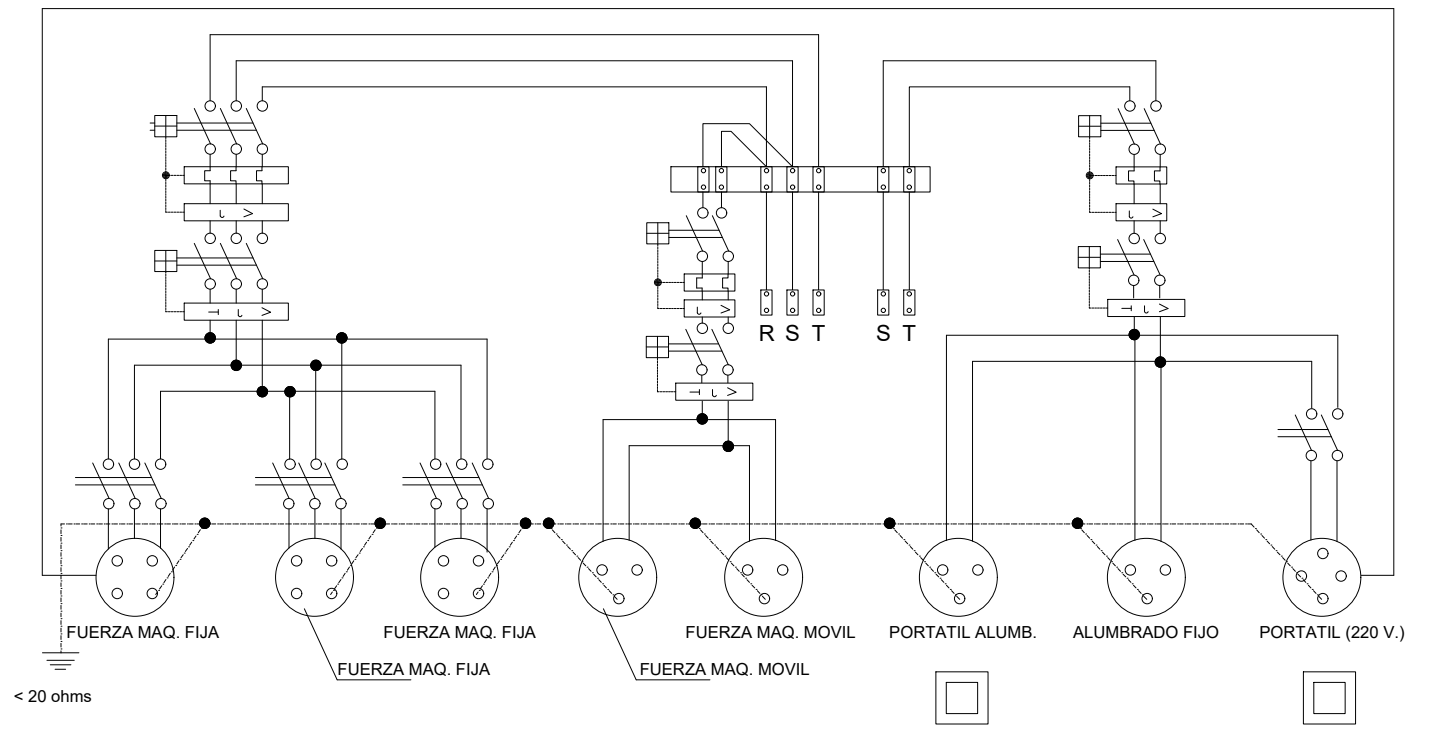 R S T S T
FUERZA MAQ. FIJA
FUERZA MAQ. FIJA
FUERZA MAQ. MOVIL
PORTATIL ALUMB.
ALUMBRADO FIJO
PORTATIL (220 V.)
FUERZA MAQ. FIJA
FUERZA MAQ. MOVIL
< 20 ohms